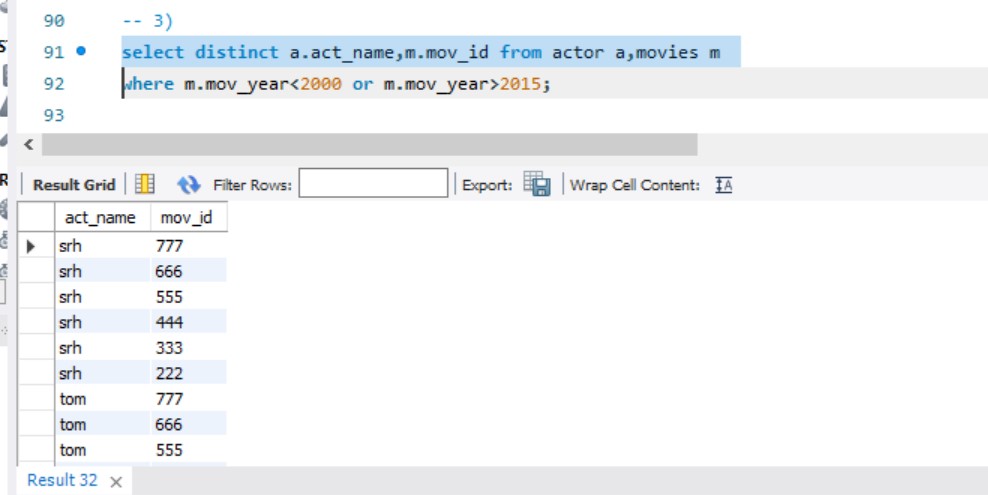 90 -- 3)
91 select distinct a.act_name,m.mov_id from actor a,movies m
92 where m.mov_year<2000 or m.mov_year>2015;
93
Result Grid Filter Rows: Export: Wrap Cell Content:
act_name mov_id
srh 777
srh 666
srh 555
srh 444
srh 333
srh 222
tom 777
tom 666
tom 555
Result 32